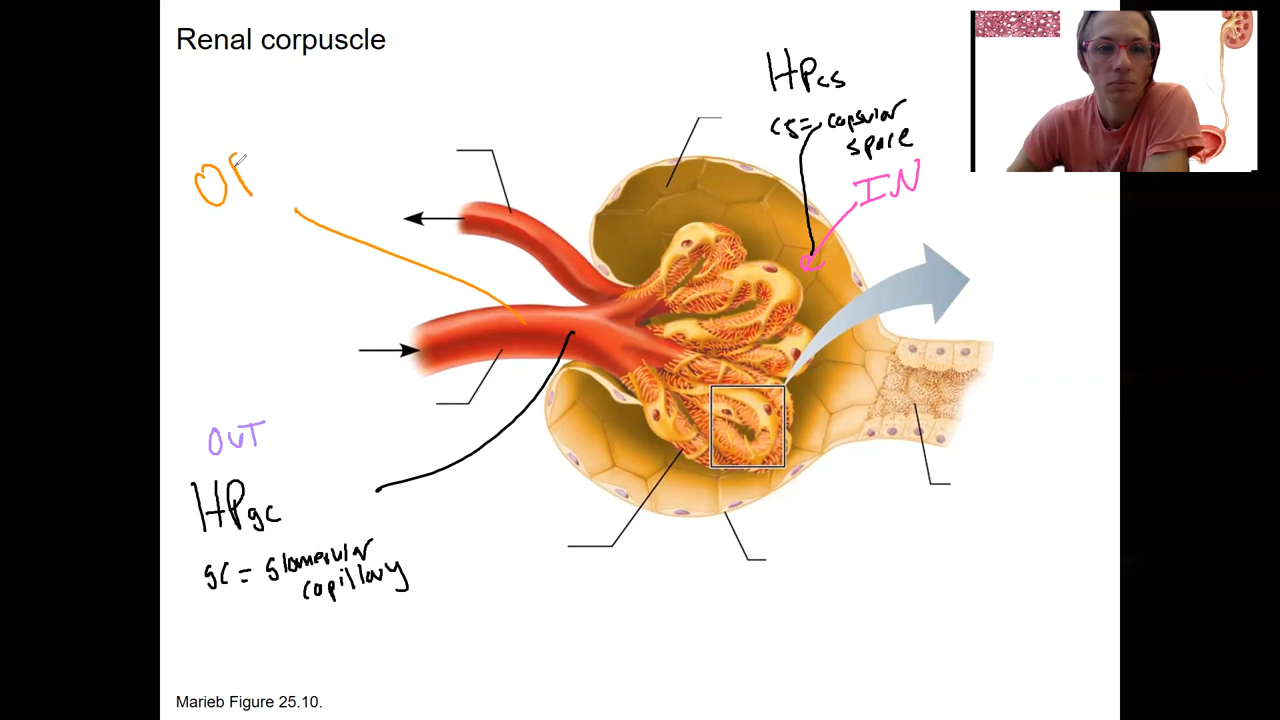 Renal corpuscle
HPcs
cs = capsular
space
IN
OP
OUT
HPgc
gc = glomerular
capillary
Marieb Figure 25.10.